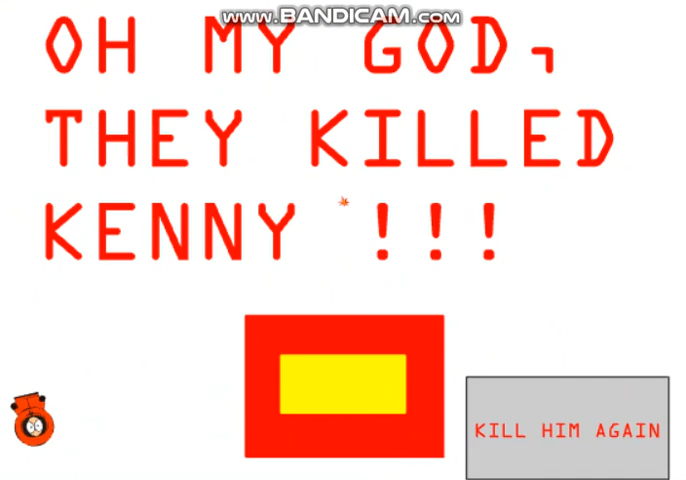 www.BANDICAM.com
OH MY GOD,
THEY KILLED
KENNY !!!
KILL HIM AGAIN